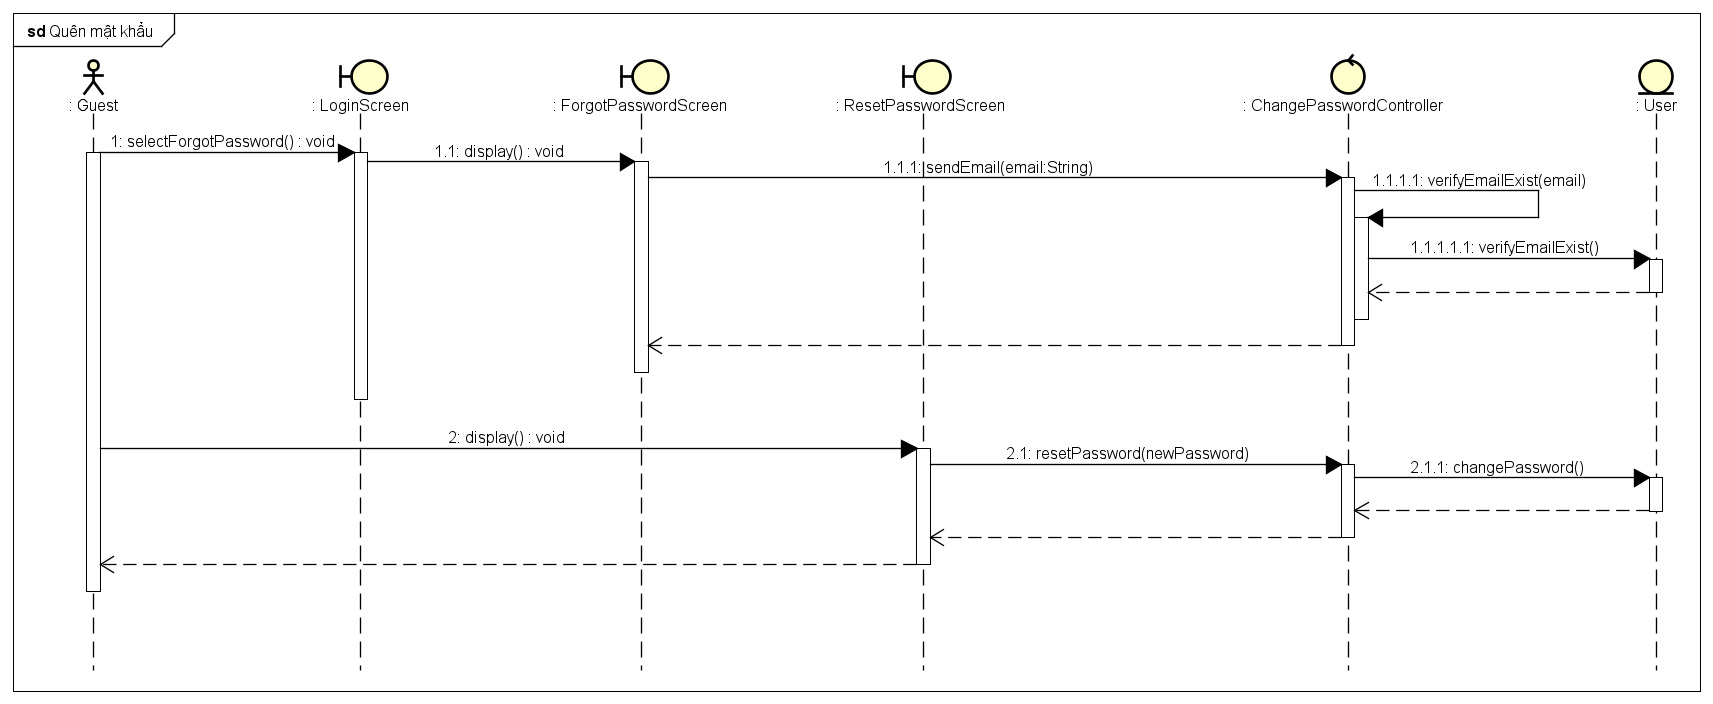 sd Quên mật khẩu
: Guest
: LoginScreen
: ForgotPasswordScreen
: ResetPasswordScreen
: ChangePasswordController
: User
1: selectForgotPassword() : void
1.1: display() : void
1.1.1: sendEmail(email:String)
1.1.1.1: verifyEmailExist(email)
1.1.1.1.1: verifyEmailExist()
2: display() : void
2.1: resetPassword(newPassword)
2.1.1: changePassword()